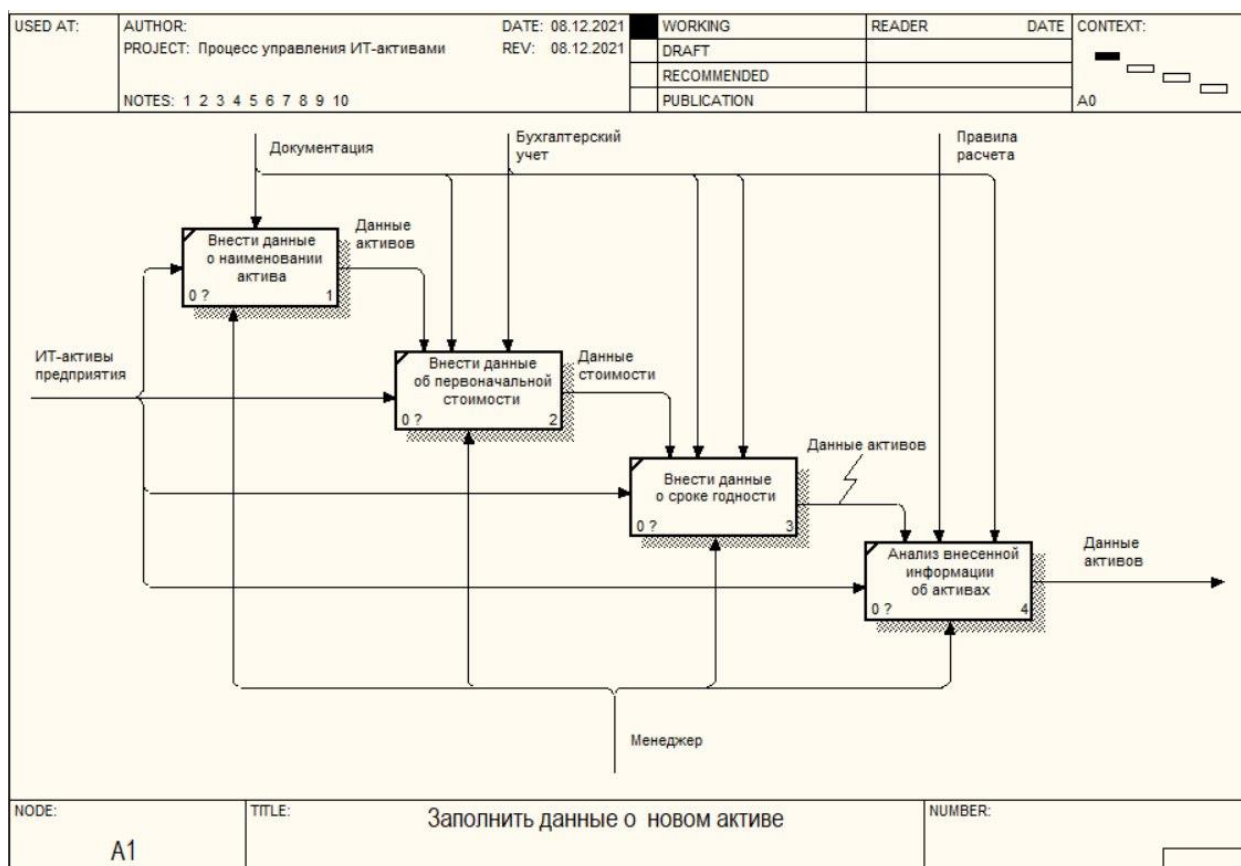 USED AT:
AUTHOR:
DATE: 08.12.2021
PROJECT: Процесс управления ИТ-активами
REV: 08.12.2021
NOTES: 1 2 3 4 5 6 7 8 9 10
WORKING
DRAFT
RECOMMENDED
PUBLICATION
READER
DATE
CONTEXT:
A0
Документация
Бухгалтерский
учет
Правила
расчета
Данные
активов
Внести данные
о наименовании
актива
0 ?
1
ИТ-активы
предприятия
Внести данные
об первоначальной
стоимости
0 ?
2
Данные
стоимости
Внести данные
о сроке годности
0 ?
3
Данные активов
Анализ внесенной
информации
об активах
0 ?
4
Данные
активов
Менеджер
NODE:
A1
TITLE:
Заполнить данные о новом активе
NUMBER: